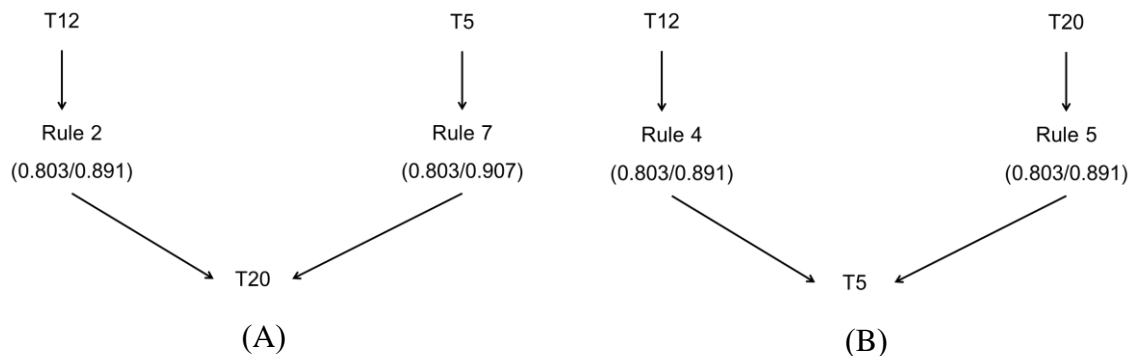 T12
T5
Rule 2
(0.803/0.891)
Rule 7
(0.803/0.907)
T20
(A)
T12
T20
Rule 4
(0.803/0.891)
Rule 5
(0.803/0.891)
T5
(B)